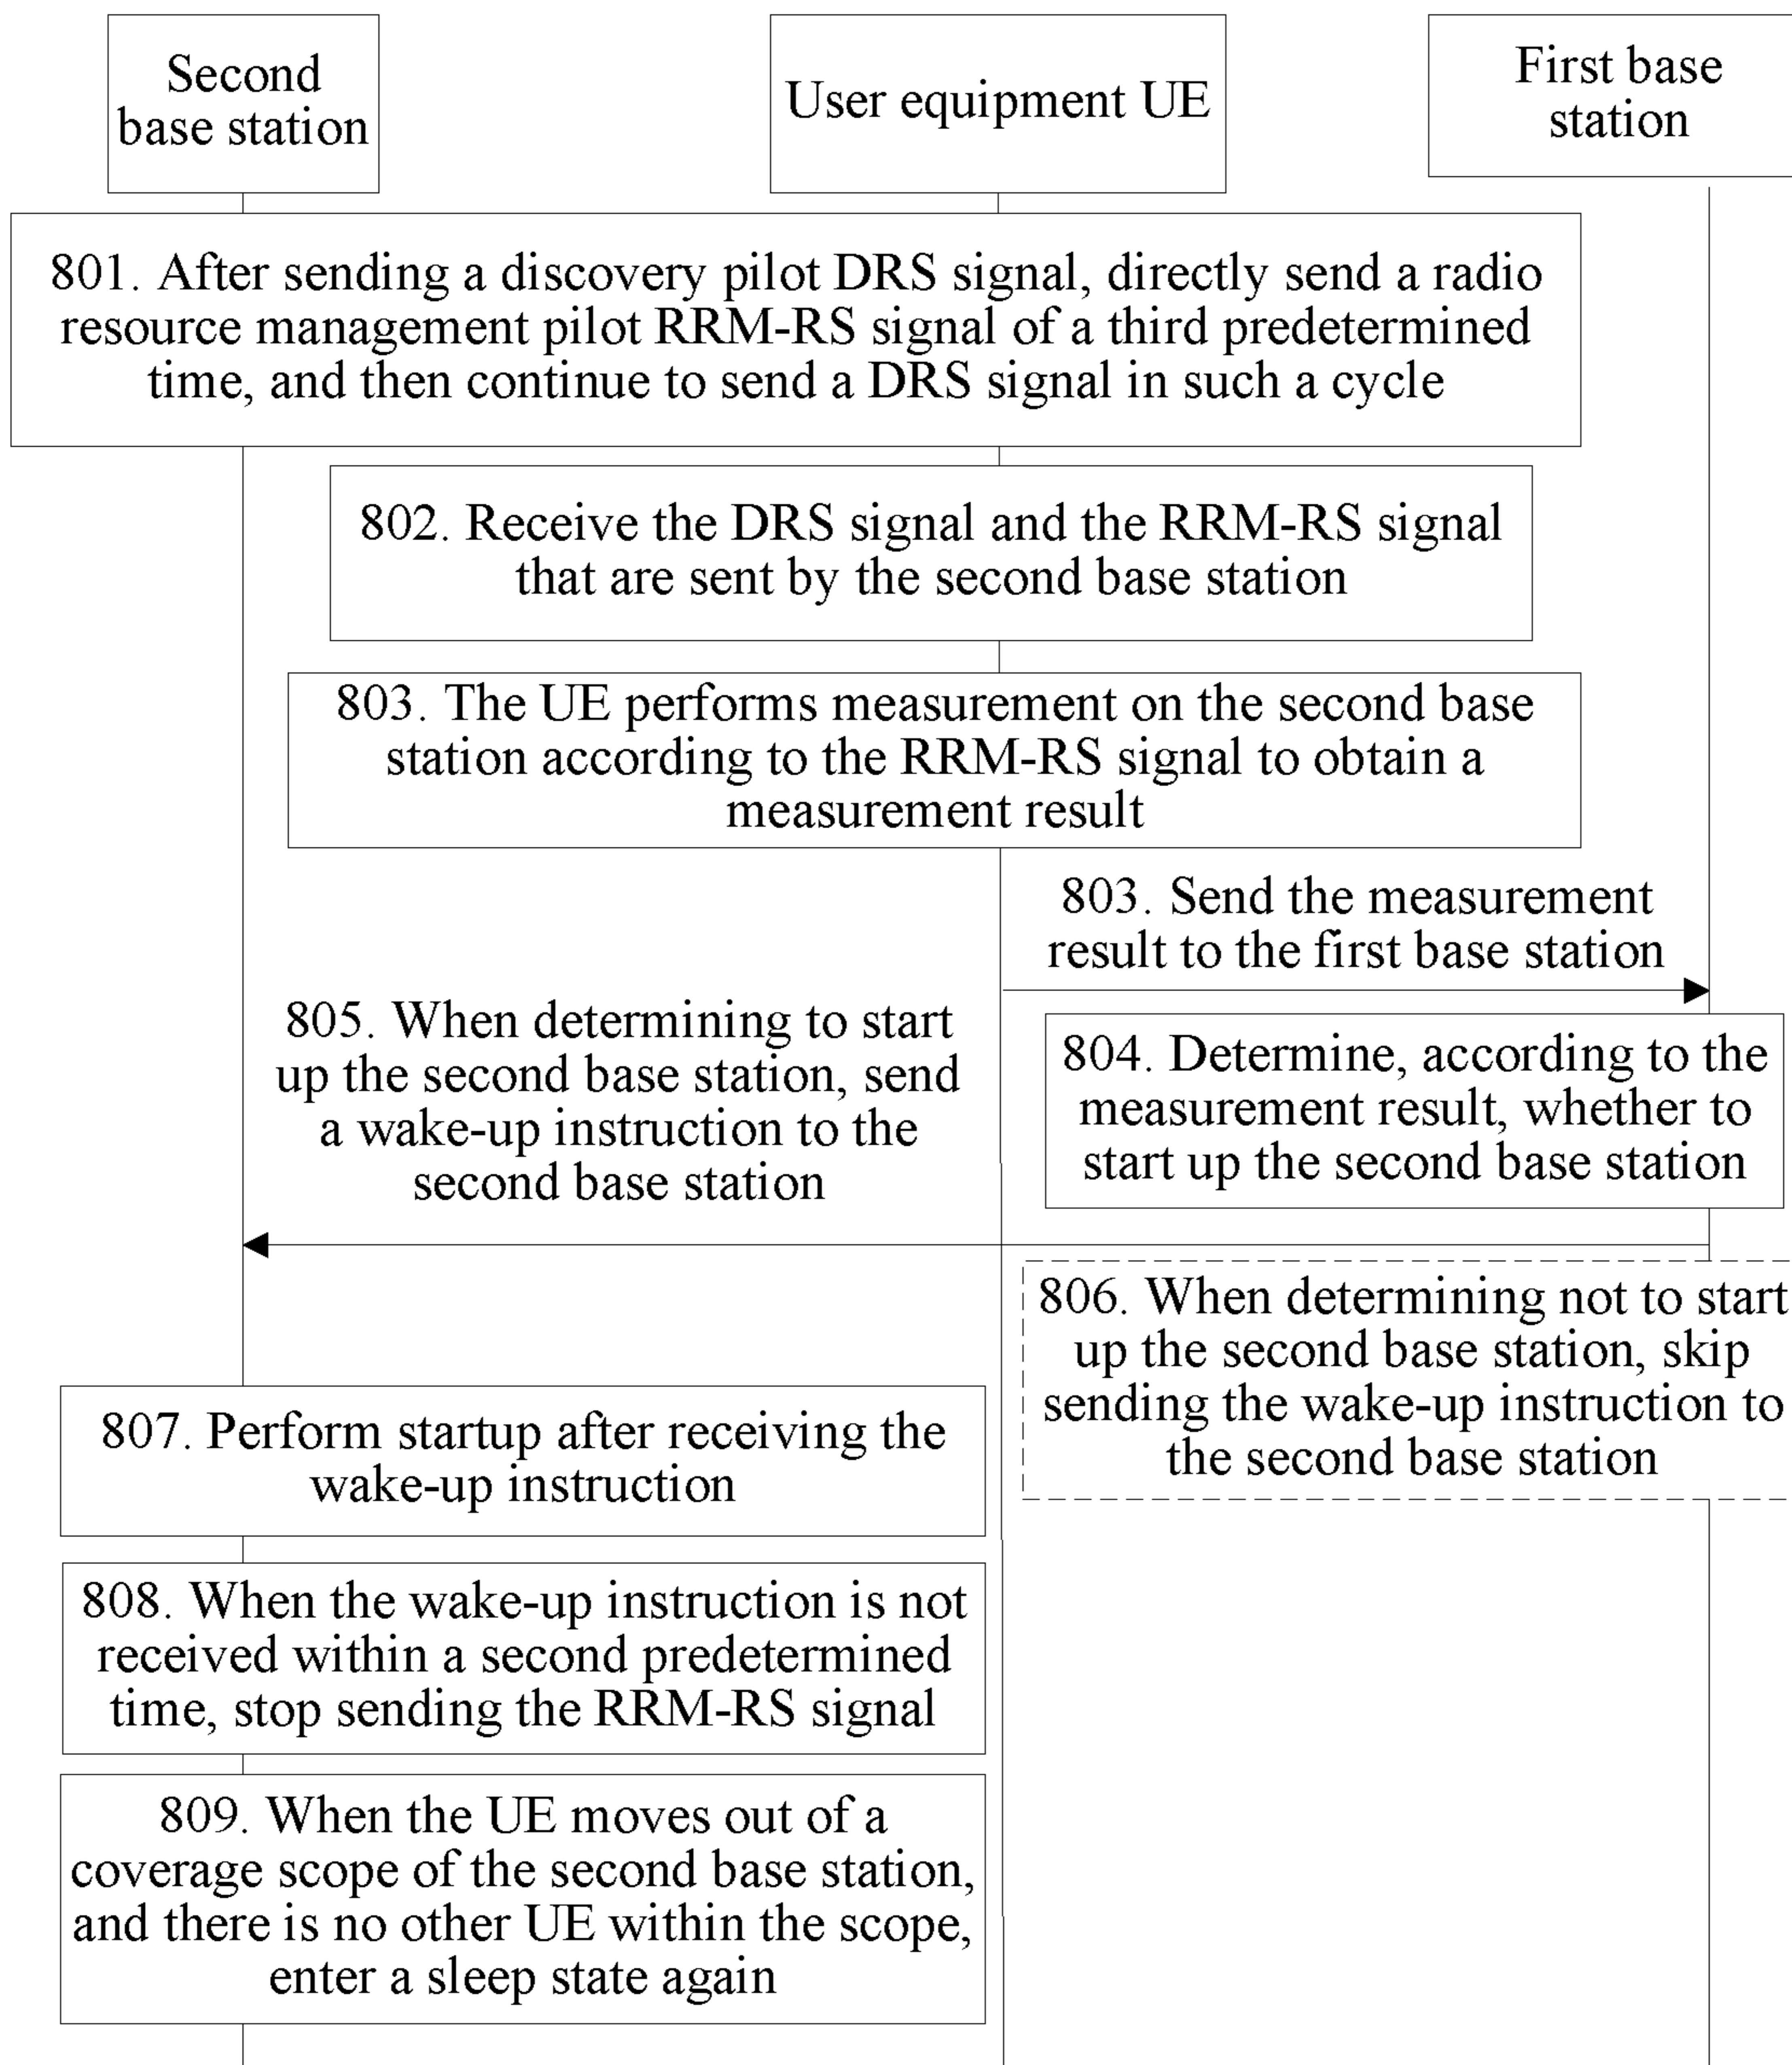 Second
base station
User equipment UE
First base
station
801. After sending a discovery pilot DRS signal, directly send a radio
resource management pilot RRM-RS signal of a third predetermined
time, and then continue to send a DRS signal in such a cycle
802. Receive the DRS signal and the RRM-RS signal
that are sent by the second base station
803. The UE performs measurement on the second base
station according to the RRM-RS signal to obtain a
measurement result
803. Send the measurement
result to the first base station
804. Determine, according to the
measurement result, whether to
start up the second base station
805. When determining to start
up the second base station, send
a wake-up instruction to the
second base station
806. When determining not to start
up the second base station, skip
sending the wake-up instruction to
the second base station
807. Perform startup after receiving the
wake-up instruction
808. When the wake-up instruction is not
received within a second predetermined
time, stop sending the RRM-RS signal
809. When the UE moves out of a
coverage scope of the second base station,
and there is no other UE within the scope,
enter a sleep state again